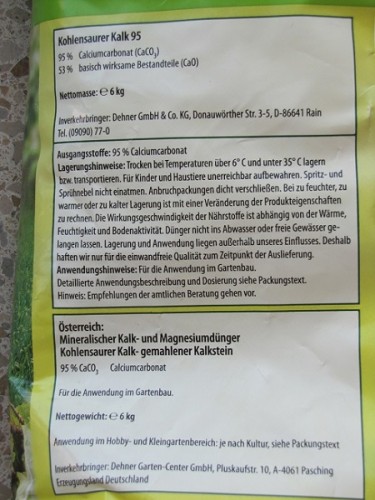 Kohlensaurer Kalk 95
95 % Calciumcarbonat (CaCO₃)
53 % basisch wirksame Bestandteile (CaO)
Nettomasse: ℮ 6 kg
Inverkehrbringer: Dehner GmbH & Co. KG, Donauwörther Str. 3-5, D-86641 Rain
Tel. (09090) 77-0
Ausgangsstoffe: 95 % Calciumcarbonat
Lagerungshinweise: Trocken bei Temperaturen über 6° C und unter 35° C lagern
bzw. transportieren. Für Kinder und Haustiere unerreichbar aufbewahren. Spritz- und
Sprühnebel nicht einatmen. Anbruchpackungen dicht verschließen. Bei zu feuchter, zu
warmer oder zu kalter Lagerung ist mit einer Veränderung der Produkteigenschaften
zu rechnen. Die Wirkungsgeschwindigkeit der Nährstoffe ist abhängig von der Wärme,
Feuchtigkeit und Bodenaktivität. Dünger nicht ins Abwasser oder freie Gewässer ge-
langen lassen. Lagerung und Anwendung liegen außerhalb unseres Einflusses. Deshalb
haften wir nur für die einwandfreie Qualität zum Zeitpunkt der Auslieferung.
Anwendungshinweise: Für die Anwendung im Gartenbau.
Detaillierte Anwendungsbeschreibung und Dosierung siehe Packungstext.
Hinweis: Empfehlungen der amtlichen Beratung gehen vor.
Österreich:
Mineralischer Kalk- und Magnesiumdünger
Kohlensaurer Kalk- gemahlener Kalkstein
95 % CaCO₃ Calciumcarbonat
Für die Anwendung im Gartenbau.
Nettogewicht: ℮ 6 kg
Anwendung im Hobby- und Kleingartenbereich: je nach Kultur, siehe Packungstext
Inverkehrbringer: Dehner Garten-Center GmbH, Pluskaufstr. 10, A-4061 Pasching
Erzeugungsland Deutschland